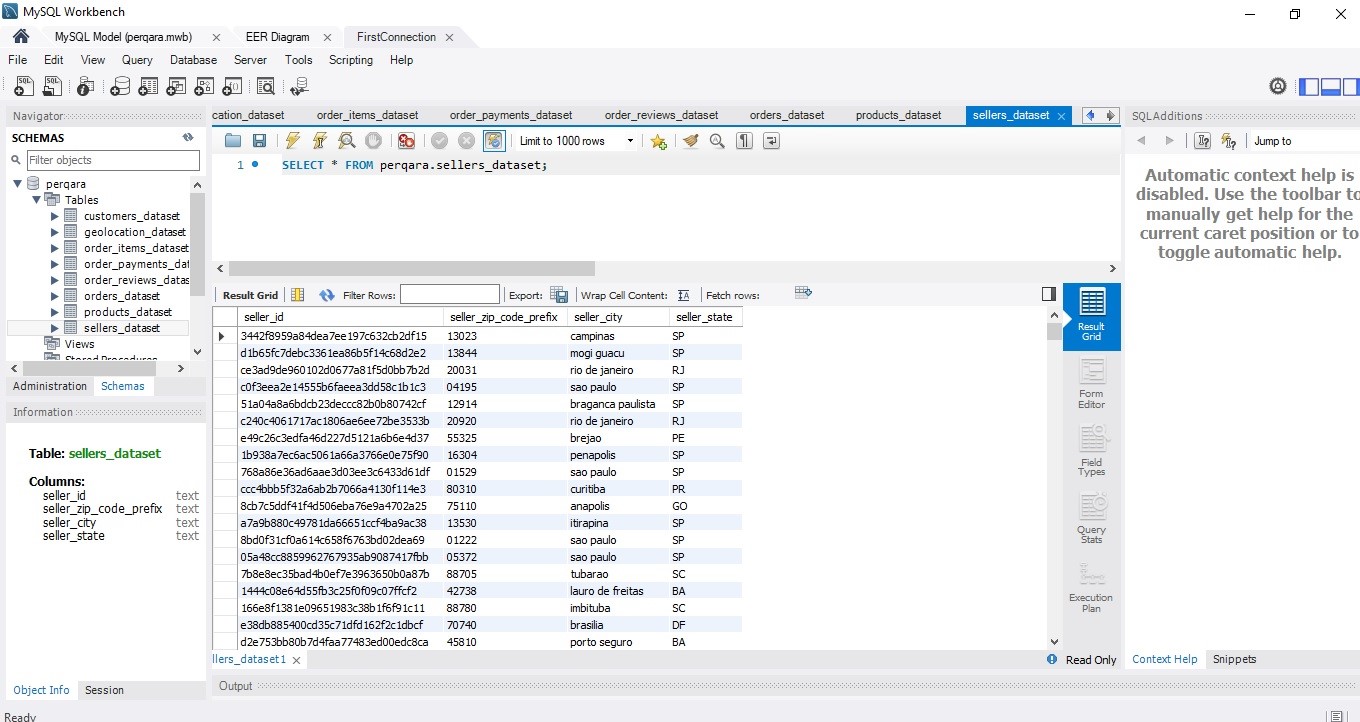 MySQL Workbench
MySQL Model (perqara.mwb) EER Diagram FirstConnection
File Edit View Query Database Server Tools Scripting Help
Navigator
SCHEMAS
Filter objects
perqara
Tables
customers_dataset
geolocation_dataset
order_items_dataset
order_payments_dat
order_reviews_datas
orders_dataset
products_dataset
sellers_dataset
Views
Stored Procedures
Administration Schemas
Information
Table: sellers_dataset
Columns:
seller_id text
seller_zip_code_prefix text
seller_city text
seller_state text
Object Info Session
cation_dataset order_items_dataset order_payments_dataset order_reviews_dataset orders_dataset products_dataset sellers_dataset
Limit to 1000 rows
1 SELECT * FROM perqara.sellers_dataset;
Result Grid Filter Rows: Export: Wrap Cell Content: IA Fetch rows:
seller_id seller_zip_code_prefix seller_city seller_state
3442f8959a84dea7ee197c632cb2df15 13023 campinas SP
d1b65fc7debc3361ea86b5f14c68d2e2 13844 mogi guacu SP
ce3ad9de960102d0677a81f5d0bb7b2d 20031 rio de janeiro RJ
c0f3eea2e14555b6faeea3dd58c1b1c3 04195 sao paulo SP
51a04a8a6bdcb23deccc82b0b80742cf 12914 braganca paulista SP
c240c4061717ac1806ae6ee72be3533b 20920 rio de janeiro RJ
e49c26c3edfa46d227d5121a6b6e4d37 55325 brejao PE
1b938a7ec6ac5061a66a3766e0e75f90 16304 penapolis SP
768a86e36ad6aae3d03ee3c6433d61df 01529 sao paulo SP
ccc4bbb5f32a6ab2b7066a4130f114e3 80310 curitiba PR
8cb7c5ddf41f4d506eba76e9a4702a25 75110 anapolis GO
a7a9b880c49781da66651ccf4ba9ac38 13530 itirapina SP
8bd0f31cf0a614c658f6763bd02dea69 01222 sao paulo SP
05a48cc8859962767935ab9087417fbb 05372 sao paulo SP
7b8e8ec35bad4b0ef7e3963650b0a87b 88705 tubarao SC
1444c08e64d55fb3c25f0f09c07ffcf2 42738 lauro de freitas BA
166e8f1381e09651983c38b1f6f91c11 88780 imbituba SC
e38db885400cd35c71dfd162f2c1dbcf 70740 brasilia DF
d2e753bb80b7d4faa77483ed00edc8ca 45810 porto seguro BA
llers_dataset 1
Read Only
Result
Grid
Form
Editor
Field
Types
Query
Stats
Execution
Plan
Output
SQLAdditions
Jump to
Automatic context help is
disabled. Use the toolbar to
manually get help for the
current caret position or to
toggle automatic help.
Context Help Snippets
Ready